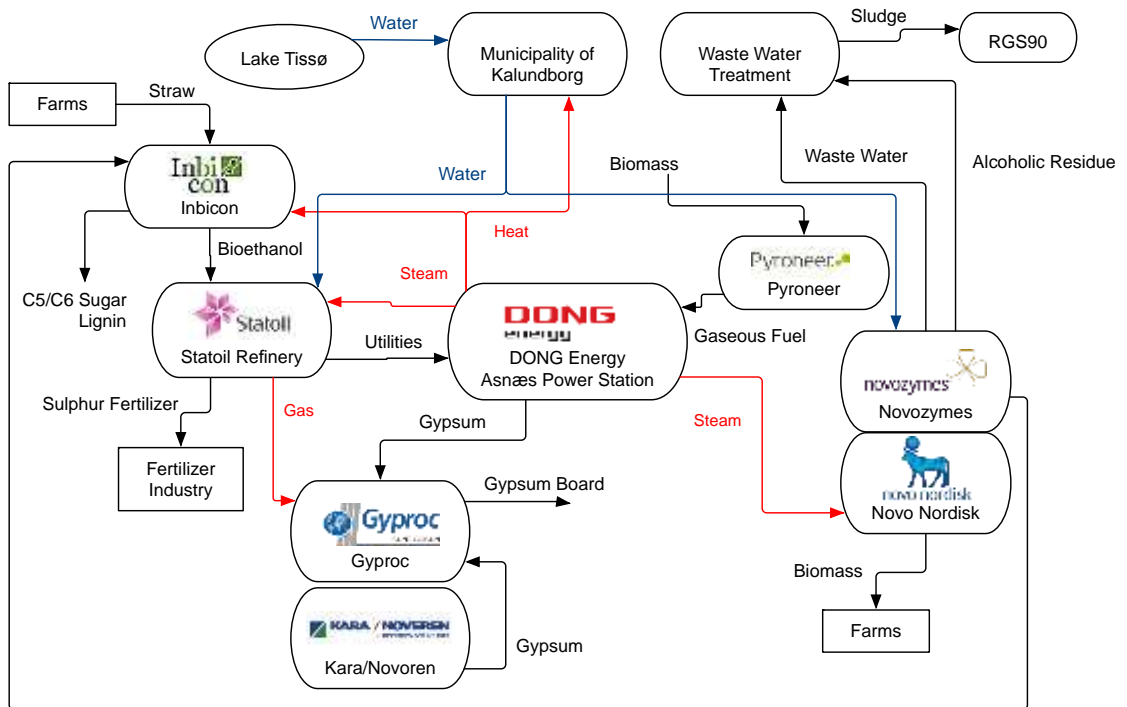 Water
Sludge
Lake Tissø
Municipality of
Kalundborg
Waste Water
Treatment
RGS90
Straw
Farms
Biomass
Waste Water
Alcoholic Residue
Inbi
con
Inbicon
Water
Heat
Bioethanol
Pyroneer
Pyroneer
Steam
C5/C6 Sugar
Lignin
Statoil
Statoil Refinery
Utilities
DONG
energy
DONG Energy
Asnæs Power Station
Gaseous Fuel
novozymes
Novozymes
Sulphur Fertilizer
Gas
Gypsum
Steam
Fertilizer
Industry
Gypsum Board
novo nordisk
Novo Nordisk
Gyproc
Gyproc
Biomass
Farms
KARA / NOVEREN
Kara/Novoren
Gypsum